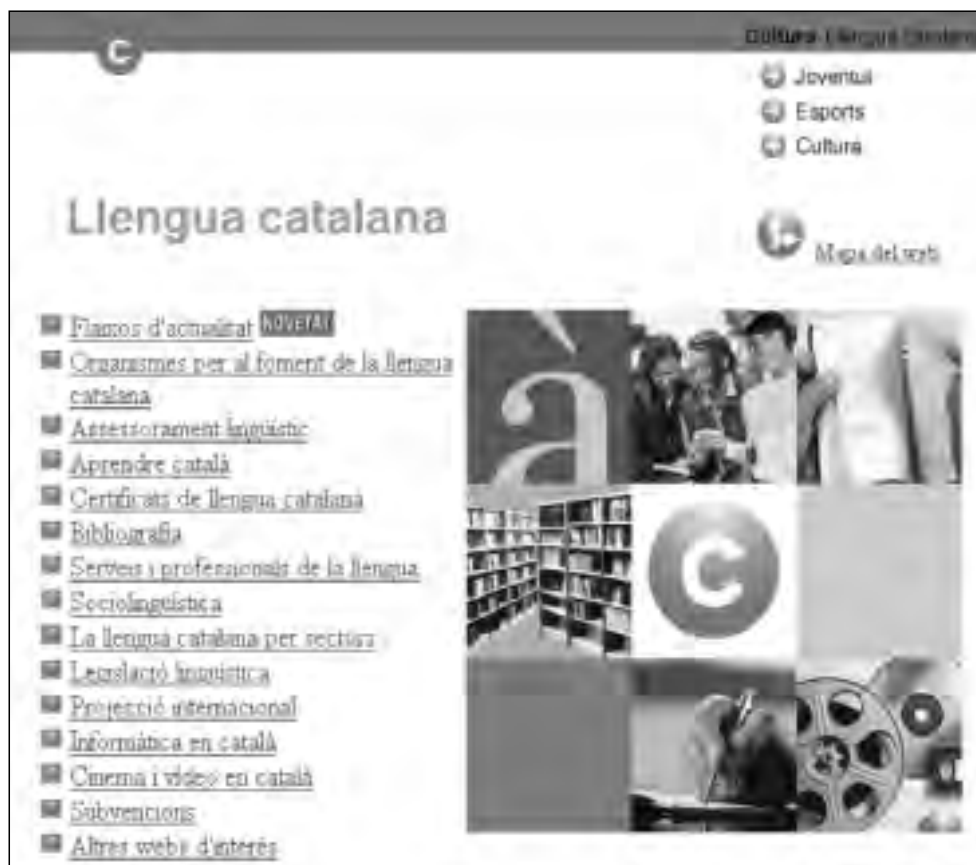 Cultura Llengua catalana
C
Joventut
Esports
Cultura
Llengua catalana
Mapa del web
Flaixos d'actualitat NOVETAT
Organismes per al foment de la llengua
catalana
Assessorament lingüístic
Aprendre català
Certificats de llengua catalana
Bibliografia
Serveis i professionals de la llengua
Sociolingüística
La llengua catalana per sectors
Legislació lingüística
Projecció internacional
Informàtica en català
Cinema i vídeo en català
Subvencions
Altres webs d'interès
à
C